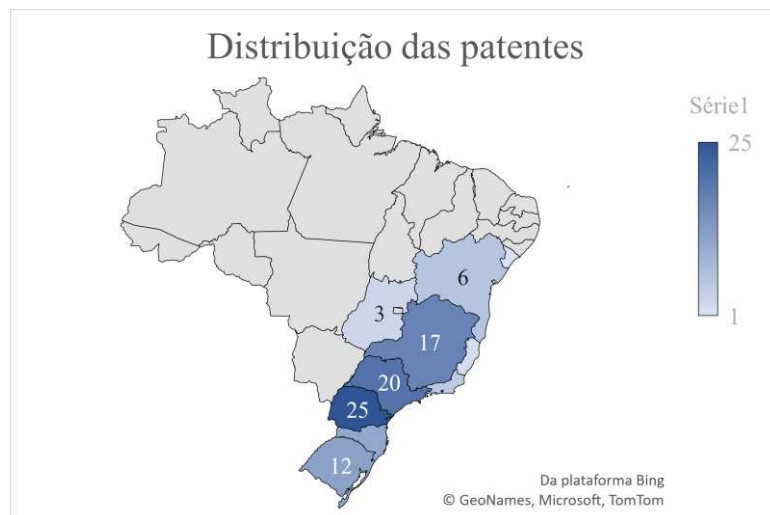 Distribuição das patentes
Série1
25
1
6
3
17
20
25
12
Da plataforma Bing
© GeoNames, Microsoft, TomTom